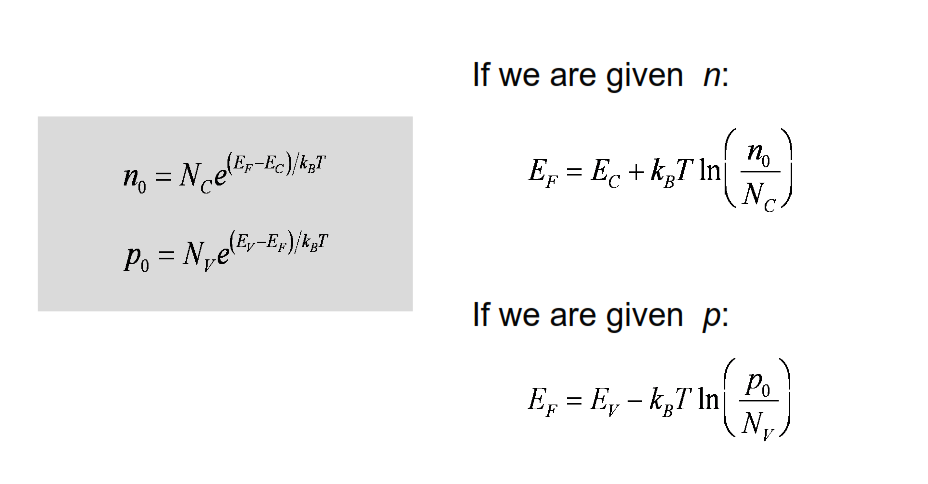 n₀ = N_C e^{(E_F−E_C)/k_BT}
p₀ = N_V e^{(E_V−E_F)/k_BT}
If we are given n:
E_F = E_C + k_BT ln(n₀/N_C)
If we are given p:
E_F = E_V − k_BT ln(p₀/N_V)